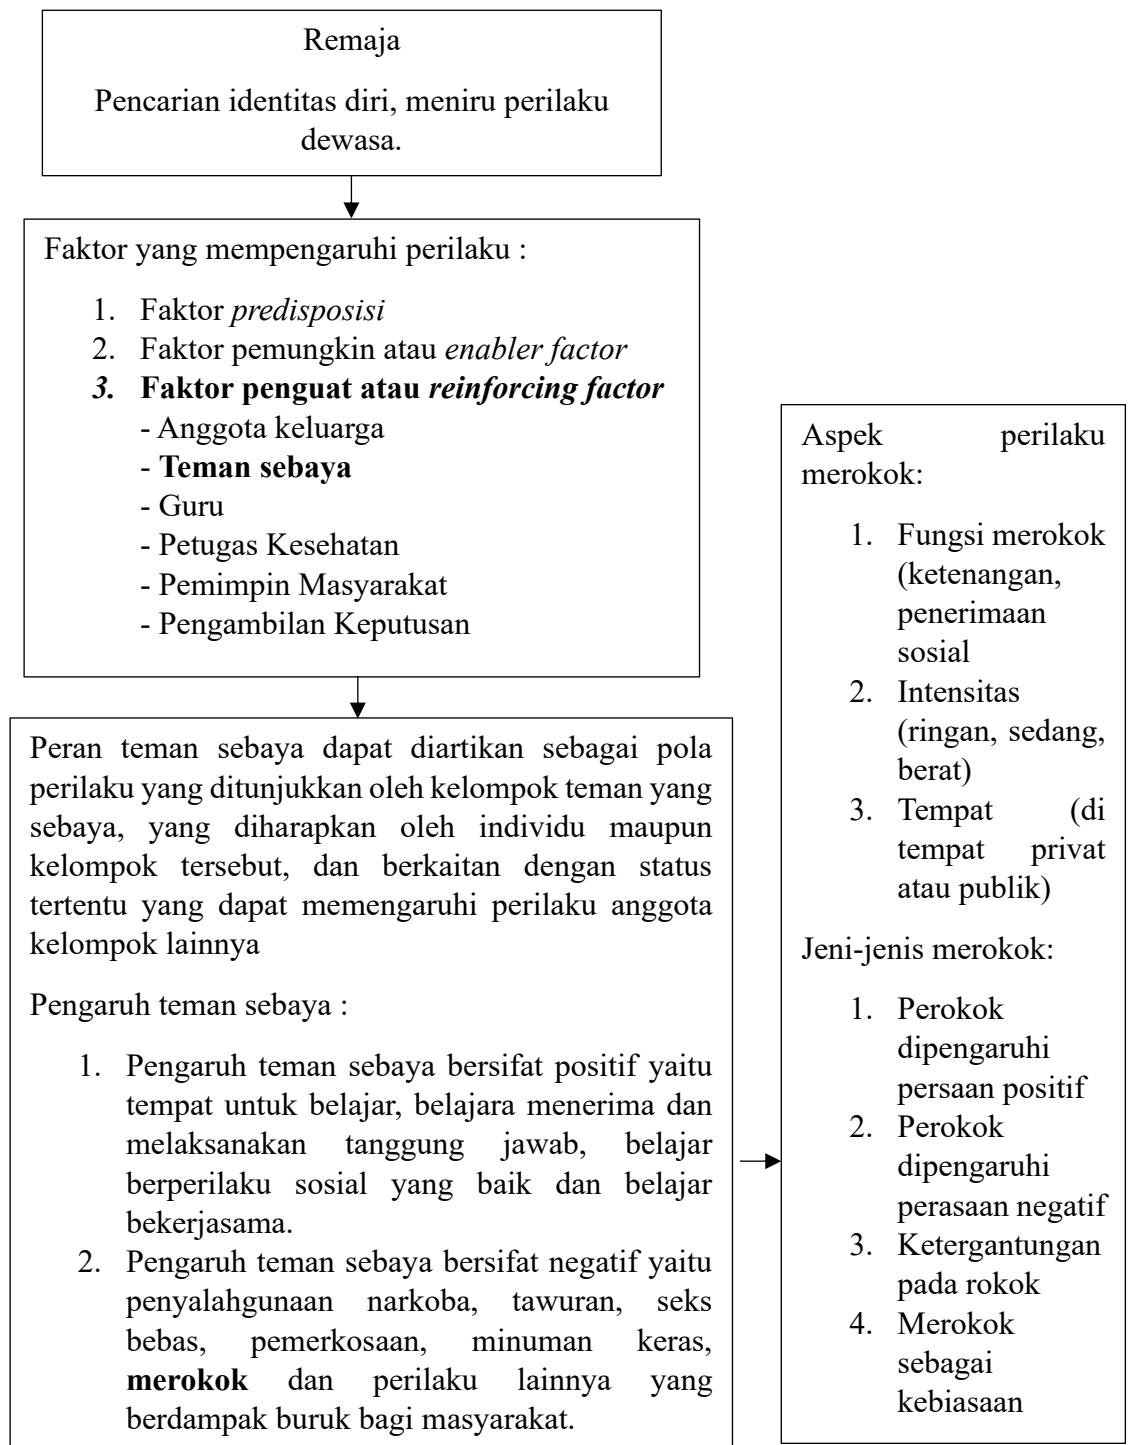 Remaja
Pencarian identitas diri, meniru perilaku
dewasa.
Faktor yang mempengaruhi perilaku :
1. Faktor predisposisi
2. Faktor pemungkin atau enabler factor
3. Faktor penguat atau reinforcing factor
- Anggota keluarga
- Teman sebaya
- Guru
- Petugas Kesehatan
- Pemimpin Masyarakat
- Pengambilan Keputusan
Peran teman sebaya dapat diartikan sebagai pola
perilaku yang ditunjukkan oleh kelompok teman yang
sebaya, yang diharapkan oleh individu maupun
kelompok tersebut, dan berkaitan dengan status
tertentu yang dapat memengaruhi perilaku anggota
kelompok lainnya
Pengaruh teman sebaya :
1. Pengaruh teman sebaya bersifat positif yaitu
tempat untuk belajar, belajara menerima dan
melaksanakan tanggung jawab, belajar
berperilaku sosial yang baik dan belajar
bekerjasama.
2. Pengaruh teman sebaya bersifat negatif yaitu
penyalahgunaan narkoba, tawuran, seks
bebas, pemerkosaan, minuman keras,
merokok dan perilaku lainnya yang
berdampak buruk bagi masyarakat.
Aspek perilaku
merokok:
1. Fungsi merokok
(ketenangan,
penerimaan
sosial
2. Intensitas
(ringan, sedang,
berat)
3. Tempat (di
tempat privat
atau publik)
Jeni-jenis merokok:
1. Perokok
dipengaruhi
persaan positif
2. Perokok
dipengaruhi
perasaan negatif
3. Ketergantungan
pada rokok
4. Merokok
sebagai
kebiasaan